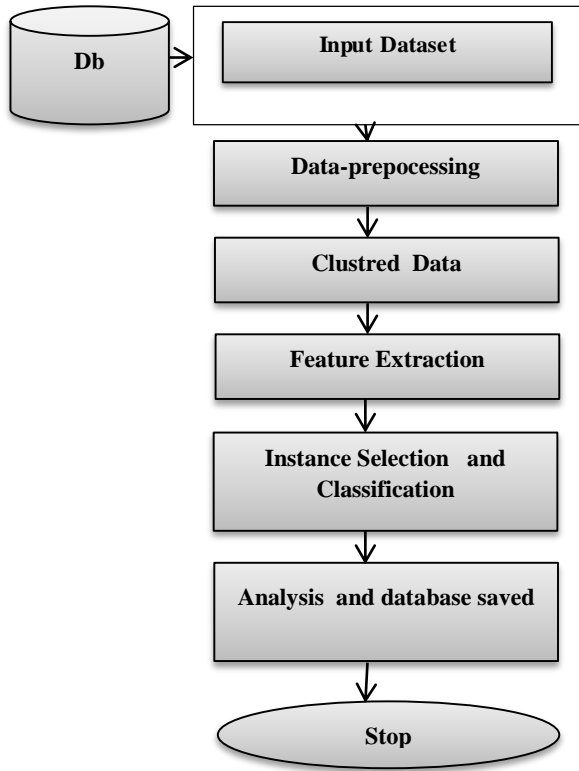 Db
Input Dataset
Data-prepocessing
Clustred Data
Feature Extraction
Instance Selection and
Classification
Analysis and database saved
Stop